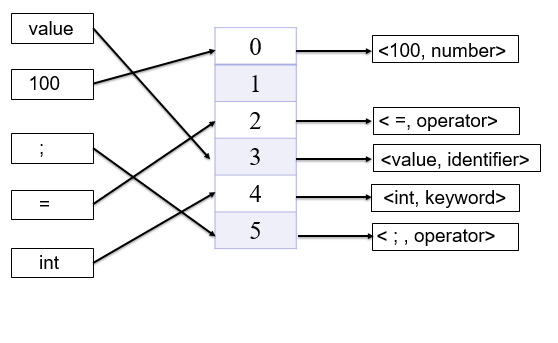 value
100
;
=
int
0
1
2
3
4
5
<100, number>
< =, operator>
<value, identifier>
<int, keyword>
< ; , operator>